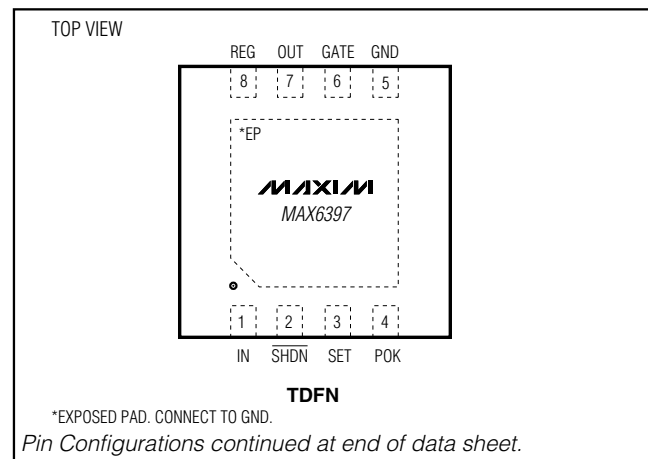 TOP VIEW
REG OUT GATE GND
8 7 6 5
*EP
MAXIM
MAX6397
1 2 3 4
IN SHDN SET POK
TDFN
*EXPOSED PAD. CONNECT TO GND.
Pin Configurations continued at end of data sheet.